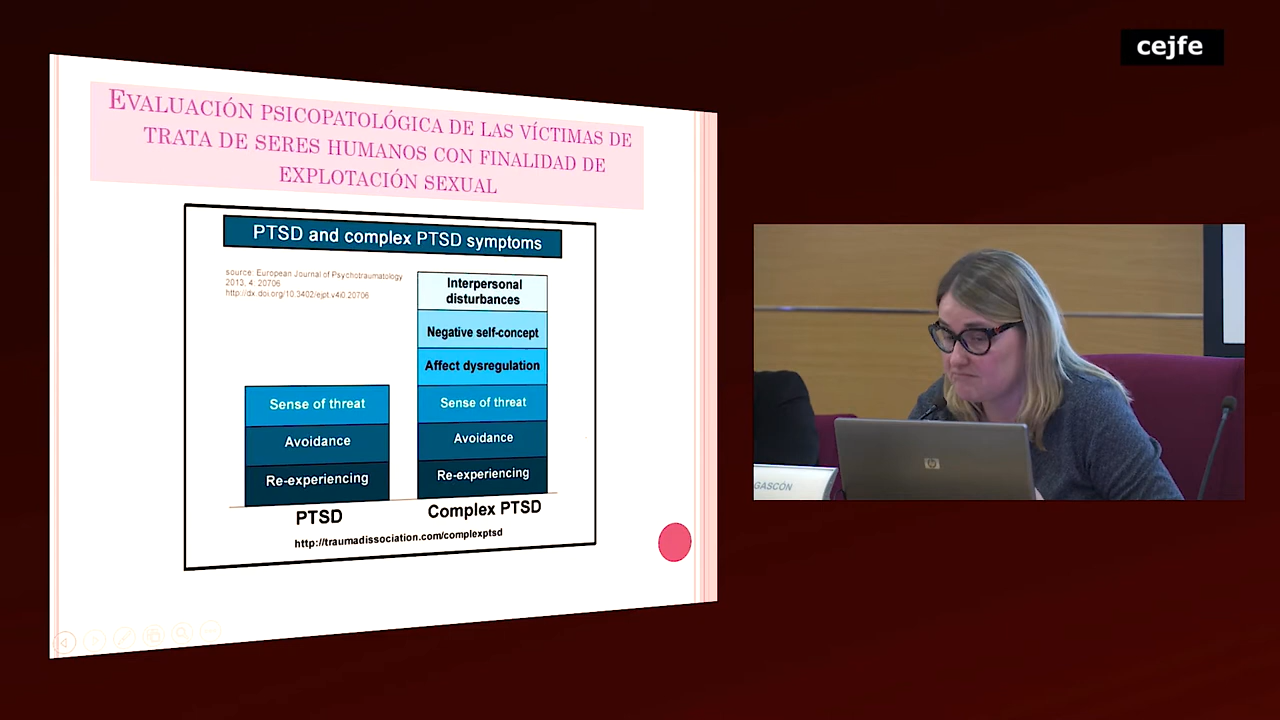 cejfe
Evaluación psicopatológica de las víctimas de
trata de seres humanos con finalidad de
explotación sexual
PTSD and complex PTSD symptoms
source: European Journal of Psychotraumatology
2013, 4: 20706
http://dx.doi.org/10.3402/ejpt.v4i0.20706
Interpersonal
disturbances
Negative self-concept
Affect dysregulation
Sense of threat
Avoidance
Re-experiencing
Sense of threat
Avoidance
Re-experiencing
PTSD
Complex PTSD
http://traumadissociation.com/complexptsd
GASCÓN
hp